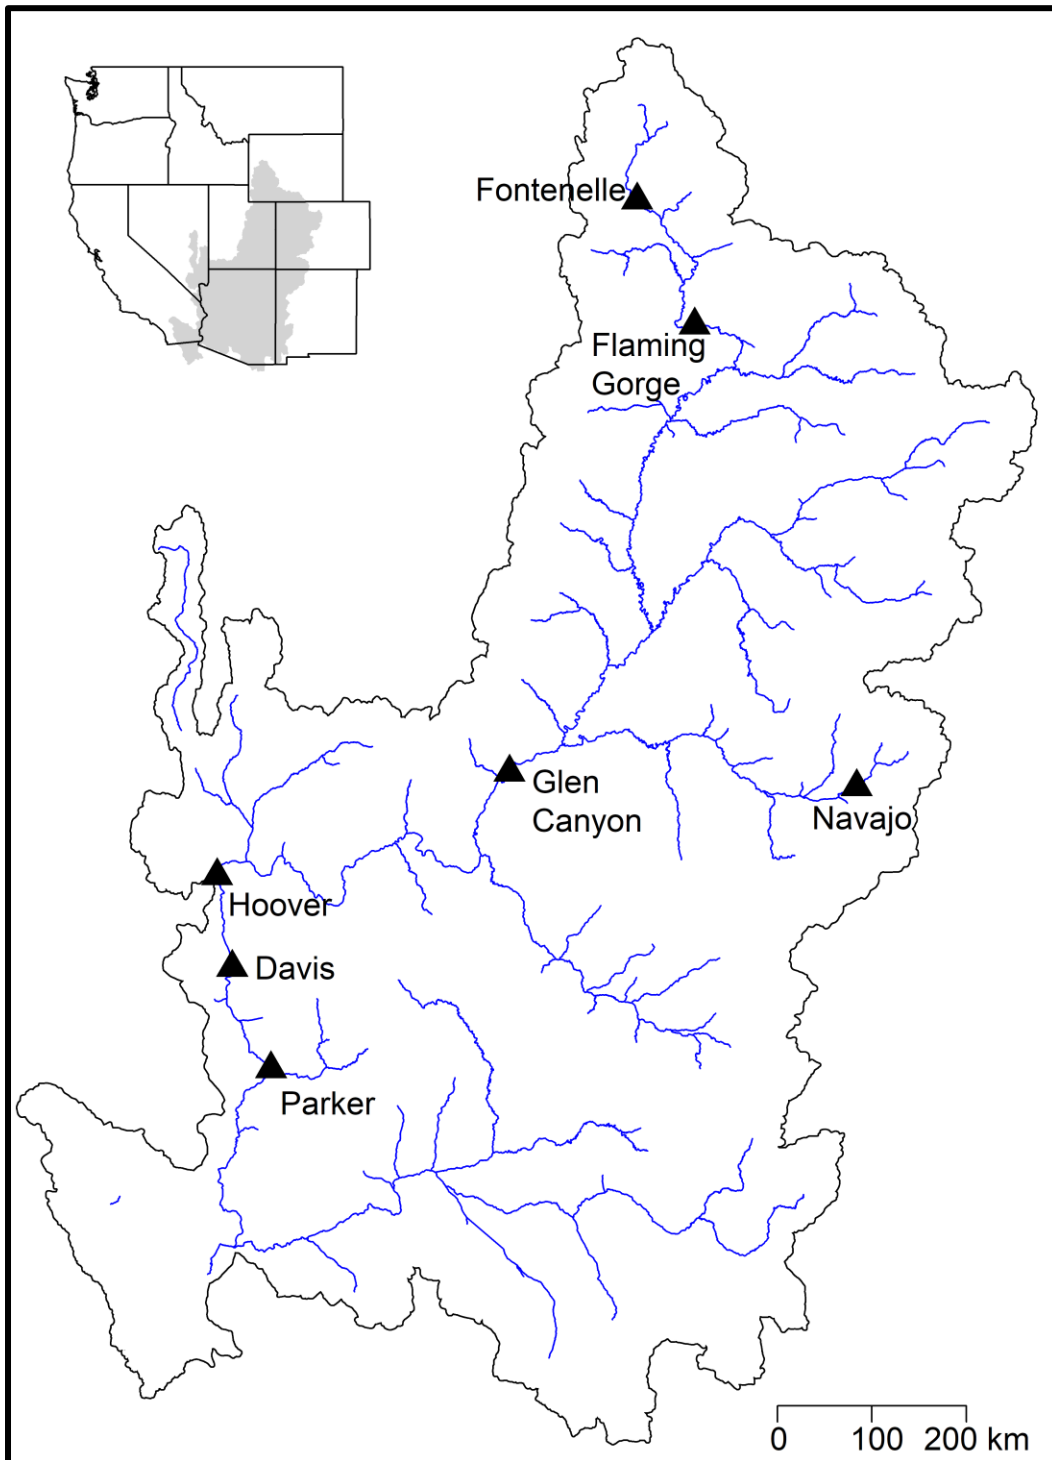 Fontenelle
Flaming
Gorge
Glen
Canyon
Navajo
Hoover
Davis
Parker
0 100 200 km